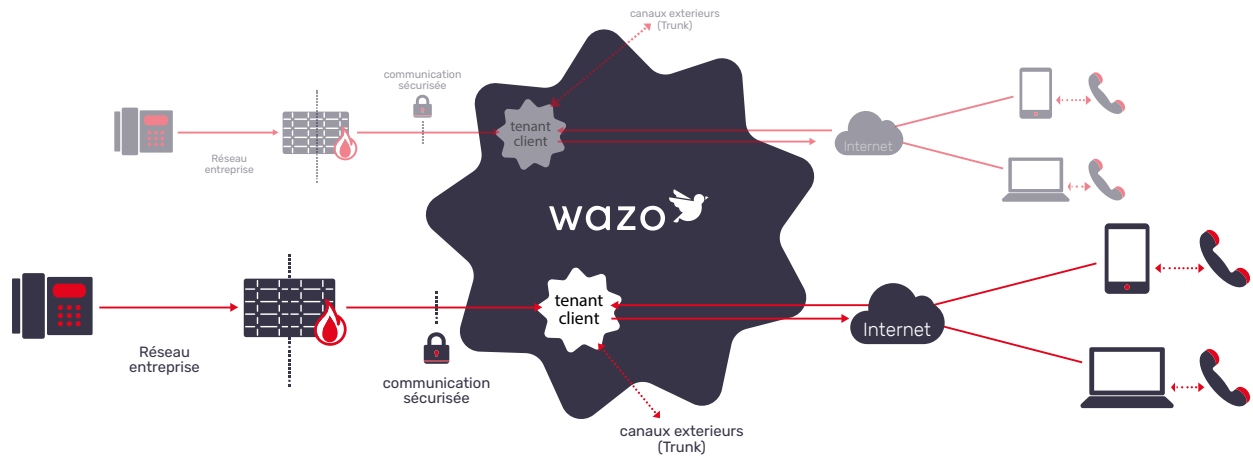 canaux exterieurs
(Trunk)
communication
sécurisée
tenant
client
Internet
Réseau
entreprise
wazo
tenant
client
Internet
Réseau
entreprise
communication
sécurisée
canaux exterieurs
(Trunk)